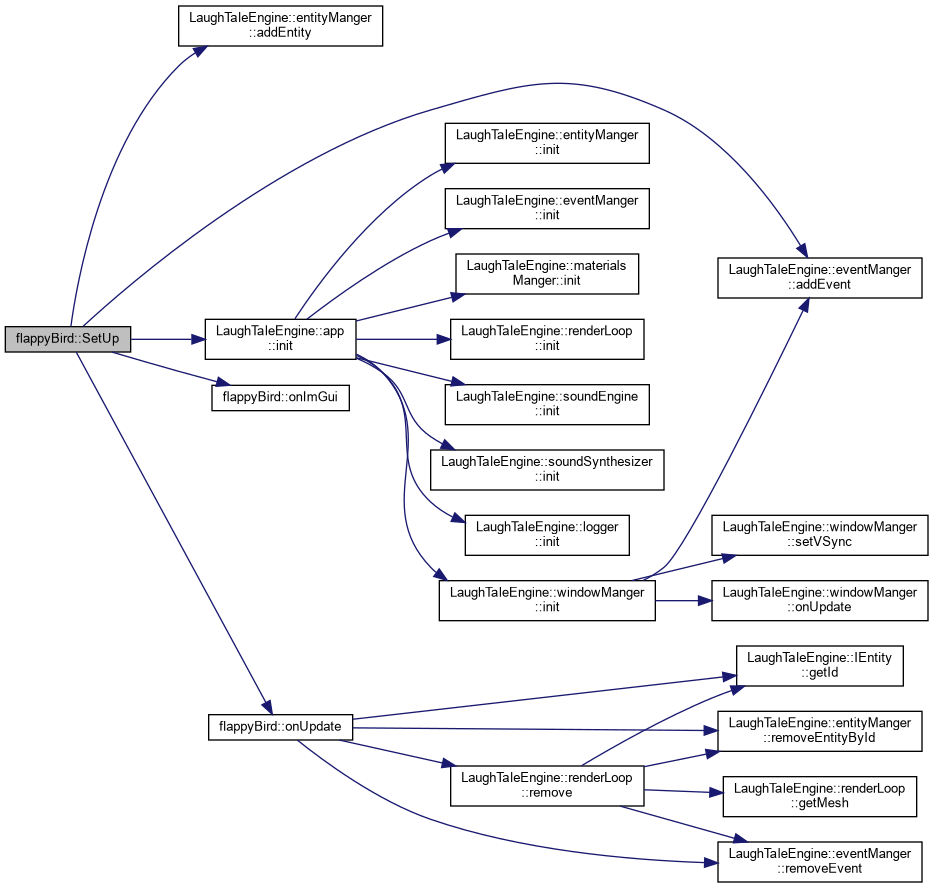 LaughTaleEngine::entityManger
::addEntity
LaughTaleEngine::entityManger
::init
LaughTaleEngine::eventManger
::init
LaughTaleEngine::materials
Manger::init
LaughTaleEngine::eventManger
::addEvent
flappyBird::SetUp
LaughTaleEngine::app
::init
LaughTaleEngine::renderLoop
::init
flappyBird::onImGui
LaughTaleEngine::soundEngine
::init
LaughTaleEngine::soundSynthesizer
::init
LaughTaleEngine::logger
::init
LaughTaleEngine::windowManger
::setVSync
LaughTaleEngine::windowManger
::init
LaughTaleEngine::windowManger
::onUpdate
LaughTaleEngine::IEntity
::getId
flappyBird::onUpdate
LaughTaleEngine::entityManger
::removeEntityById
LaughTaleEngine::renderLoop
::remove
LaughTaleEngine::renderLoop
::getMesh
LaughTaleEngine::eventManger
::removeEvent